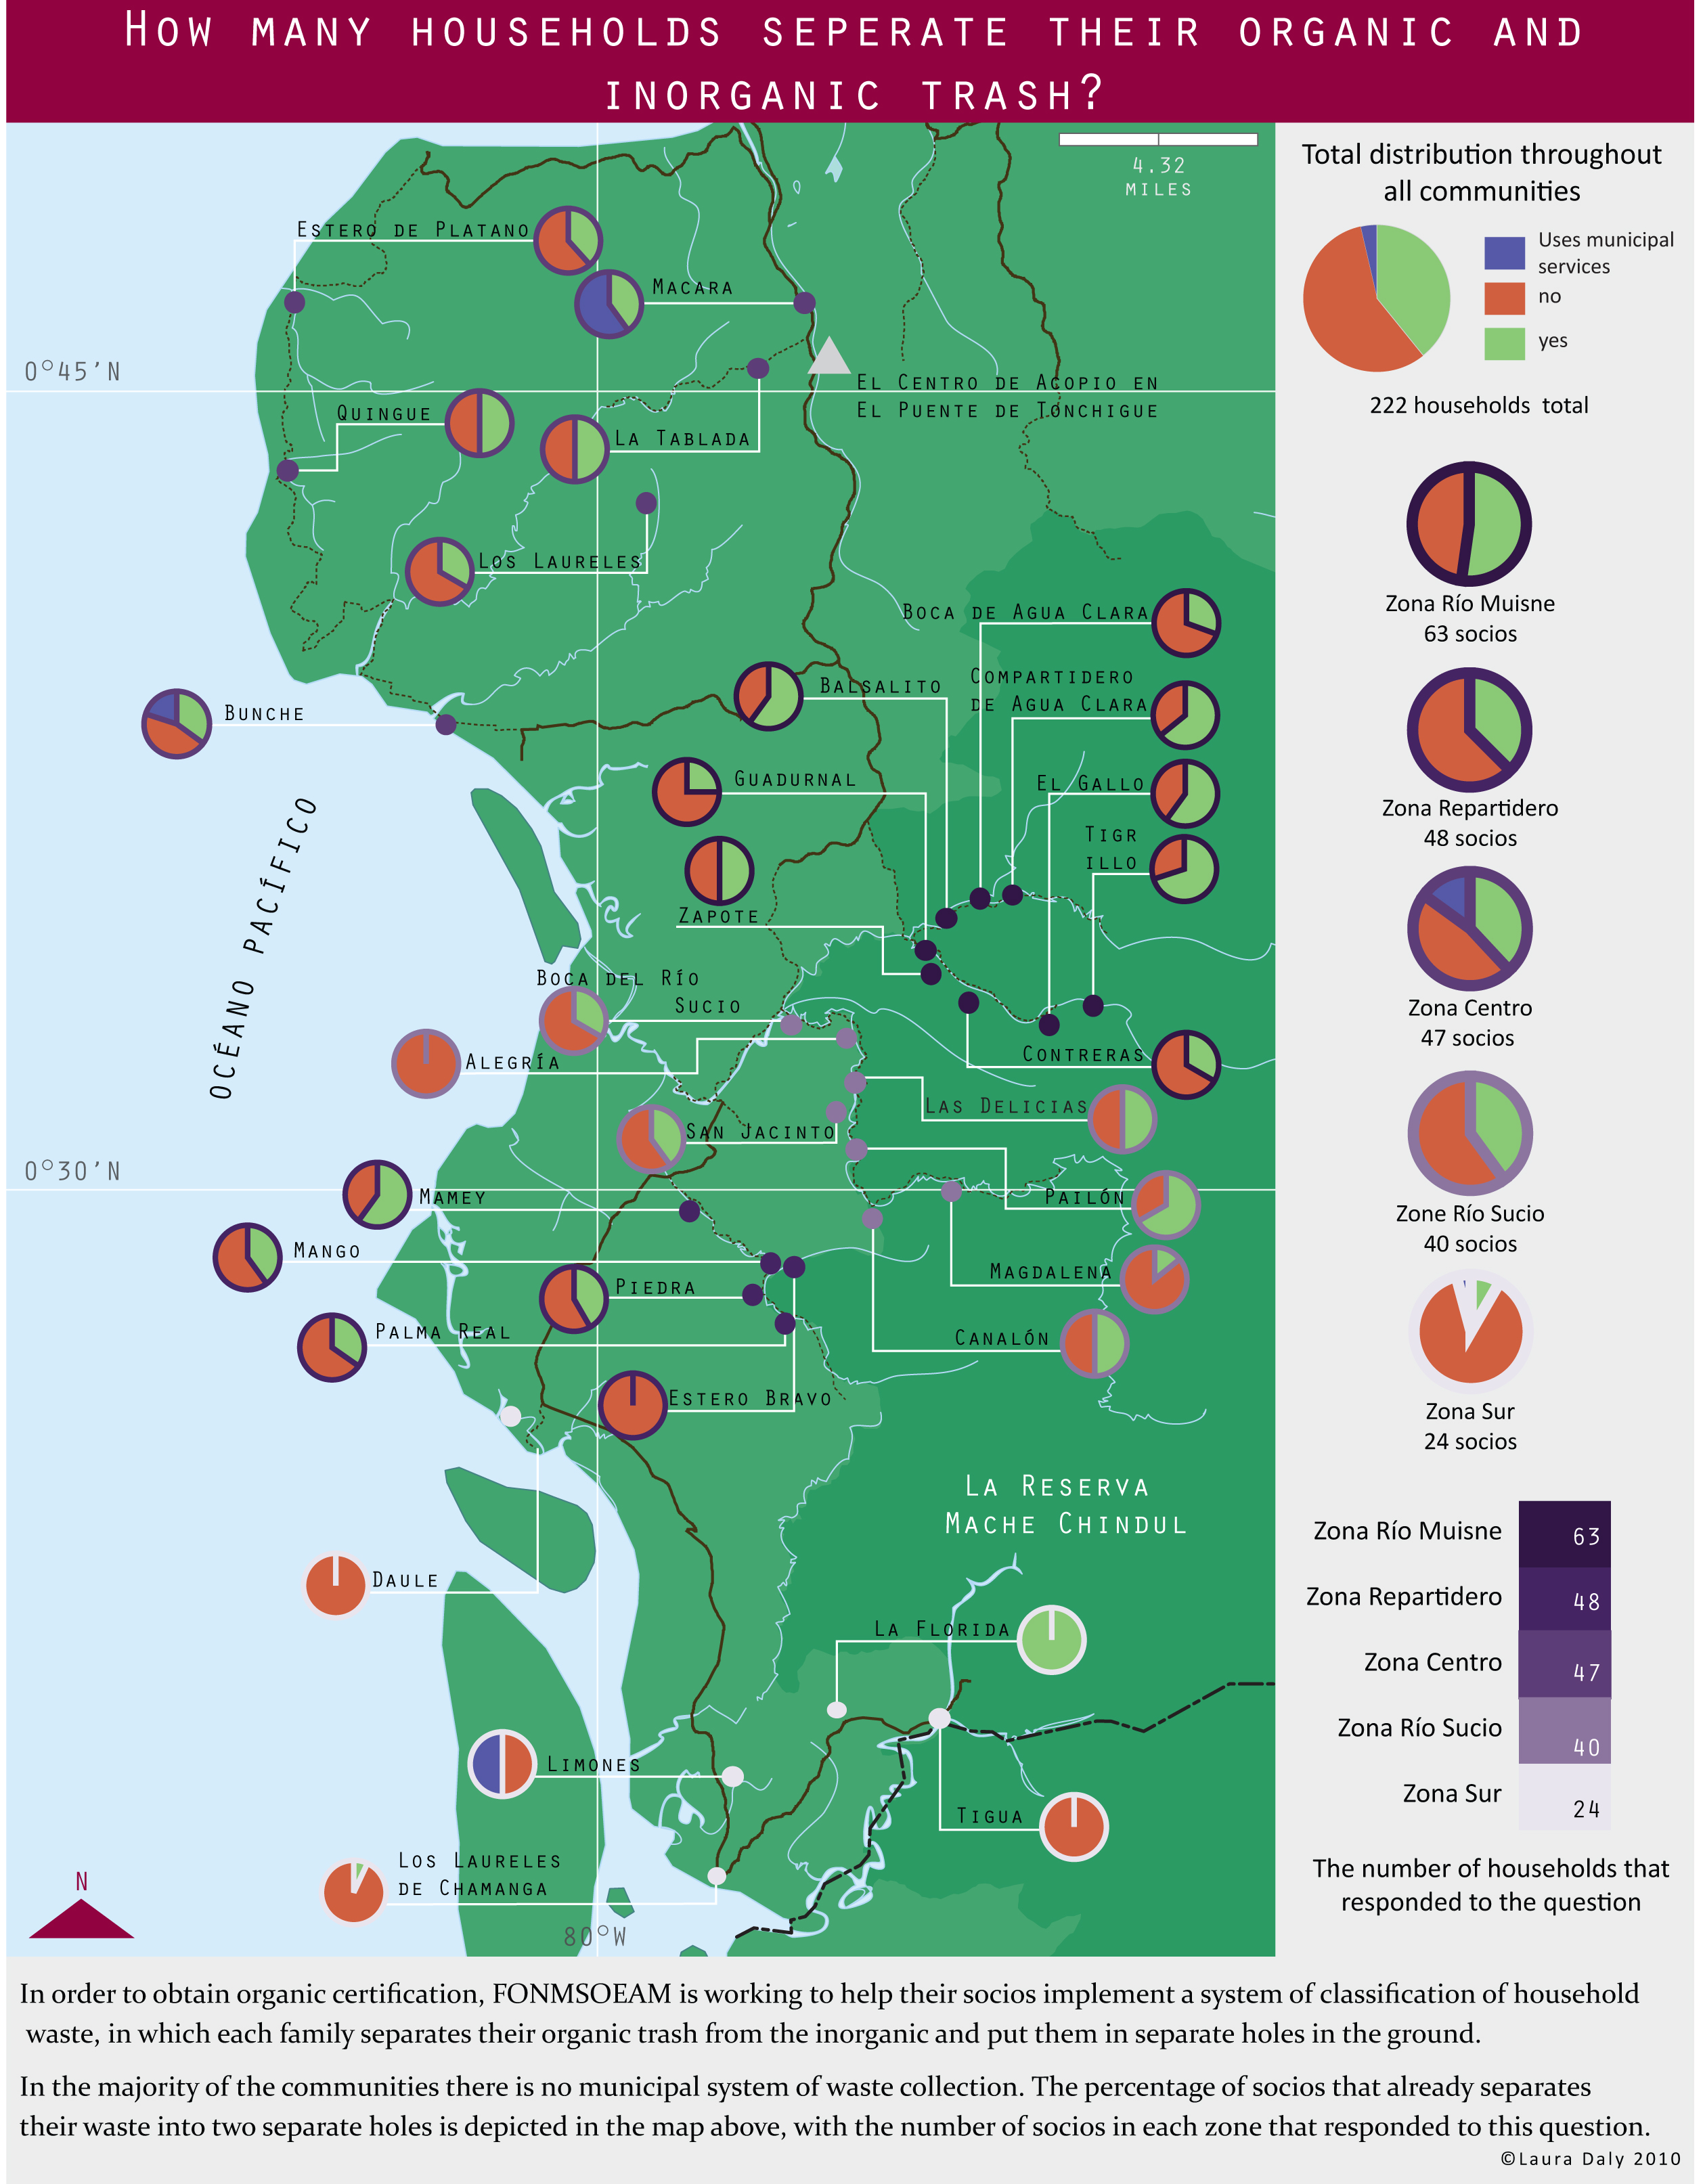 How many households seperate their organic and
inorganic trash?
4.32
miles
Estero de Platano
Macara
0°45'N
El Centro de Acopio en
El Puente de Tonchigue
Quingue
La Tablada
Los Laureles
Boca de Agua Clara
Compartidero
de Agua Clara
Balsalito
Bunche
Guadurnal
El Gallo
Tigr
illo
Zapote
Océano Pacífico
Boca del Río
Sucio
Alegría
Contreras
Las Delicias
San Jacinto
0°30'N
Mamey
Pailón
Mango
Magdalena
Piedra
Palma Real
Canalón
Estero Bravo
La Reserva
Mache Chindul
Daule
La Florida
Limones
Tigua
Los Laureles
de Chamanga
N
80°W
Total distribution throughout
all communities
Uses municipal
services
no
yes
222 households total
Zona Río Muisne
63 socios
Zona Repartidero
48 socios
Zona Centro
47 socios
Zone Río Sucio
40 socios
Zona Sur
24 socios
Zona Río Muisne 63
Zona Repartidero 48
Zona Centro 47
Zona Río Sucio 40
Zona Sur 24
The number of households that
responded to the question
In order to obtain organic certification, FONMSOEAM is working to help their socios implement a system of classification of household
waste, in which each family separates their organic trash from the inorganic and put them in separate holes in the ground.
In the majority of the communities there is no municipal system of waste collection. The percentage of socios that already separates
their waste into two separate holes is depicted in the map above, with the number of socios in each zone that responded to this question.
©Laura Daly 2010